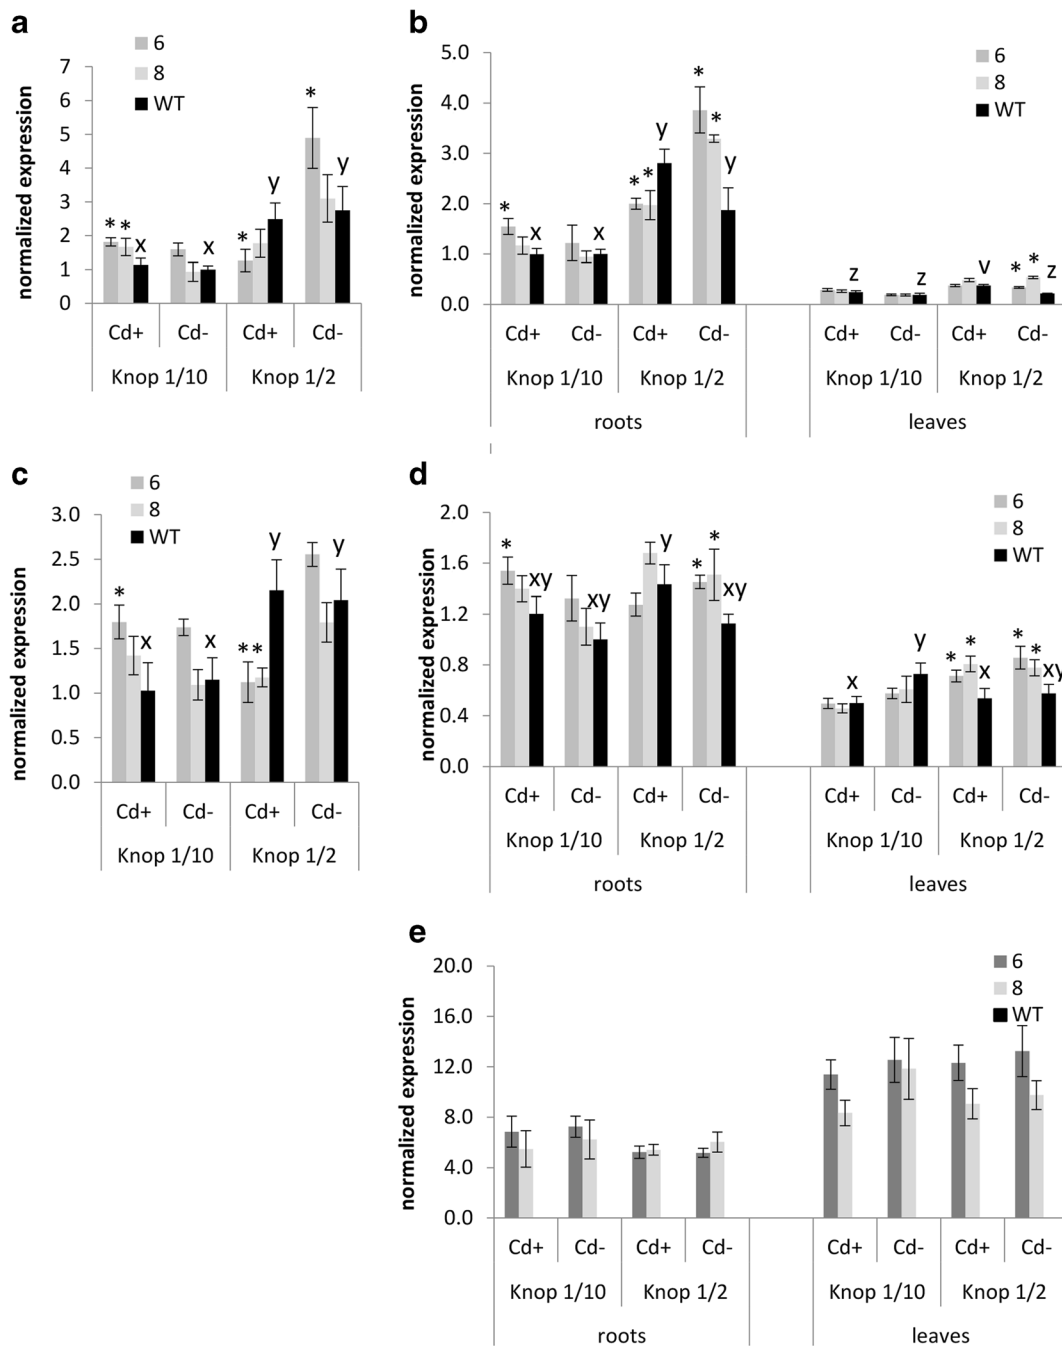 a
6
8
WT
normalized expression
7
6
5
4
3
2
1
0
* * x
x
* y
* y
Cd+ Cd- Cd+ Cd-
Knop 1/10 Knop 1/2
b
6
8
WT
normalized expression
5.0
4.0
3.0
2.0
1.0
0.0
* x
x
* * y
* * y
z
z
v
* * z
Cd+ Cd- Cd+ Cd- Cd+ Cd- Cd+ Cd-
Knop 1/10 Knop 1/2 Knop 1/10 Knop 1/2
roots leaves
c
6
8
WT
normalized expression
3.0
2.5
2.0
1.5
1.0
0.5
0.0
* x
x
* * y
y
Cd+ Cd- Cd+ Cd-
Knop 1/10 Knop 1/2
d
6
8
WT
normalized expression
2.0
1.6
1.2
0.8
0.4
0.0
* xy
xy
y
* * xy
x
y
* * x
* * xy
Cd+ Cd- Cd+ Cd- Cd+ Cd- Cd+ Cd-
Knop 1/10 Knop 1/2 Knop 1/10 Knop 1/2
roots leaves
e
6
8
WT
normalized expression
20.0
16.0
12.0
8.0
4.0
0.0
Cd+ Cd- Cd+ Cd- Cd+ Cd- Cd+ Cd-
Knop 1/10 Knop 1/2 Knop 1/10 Knop 1/2
roots leaves